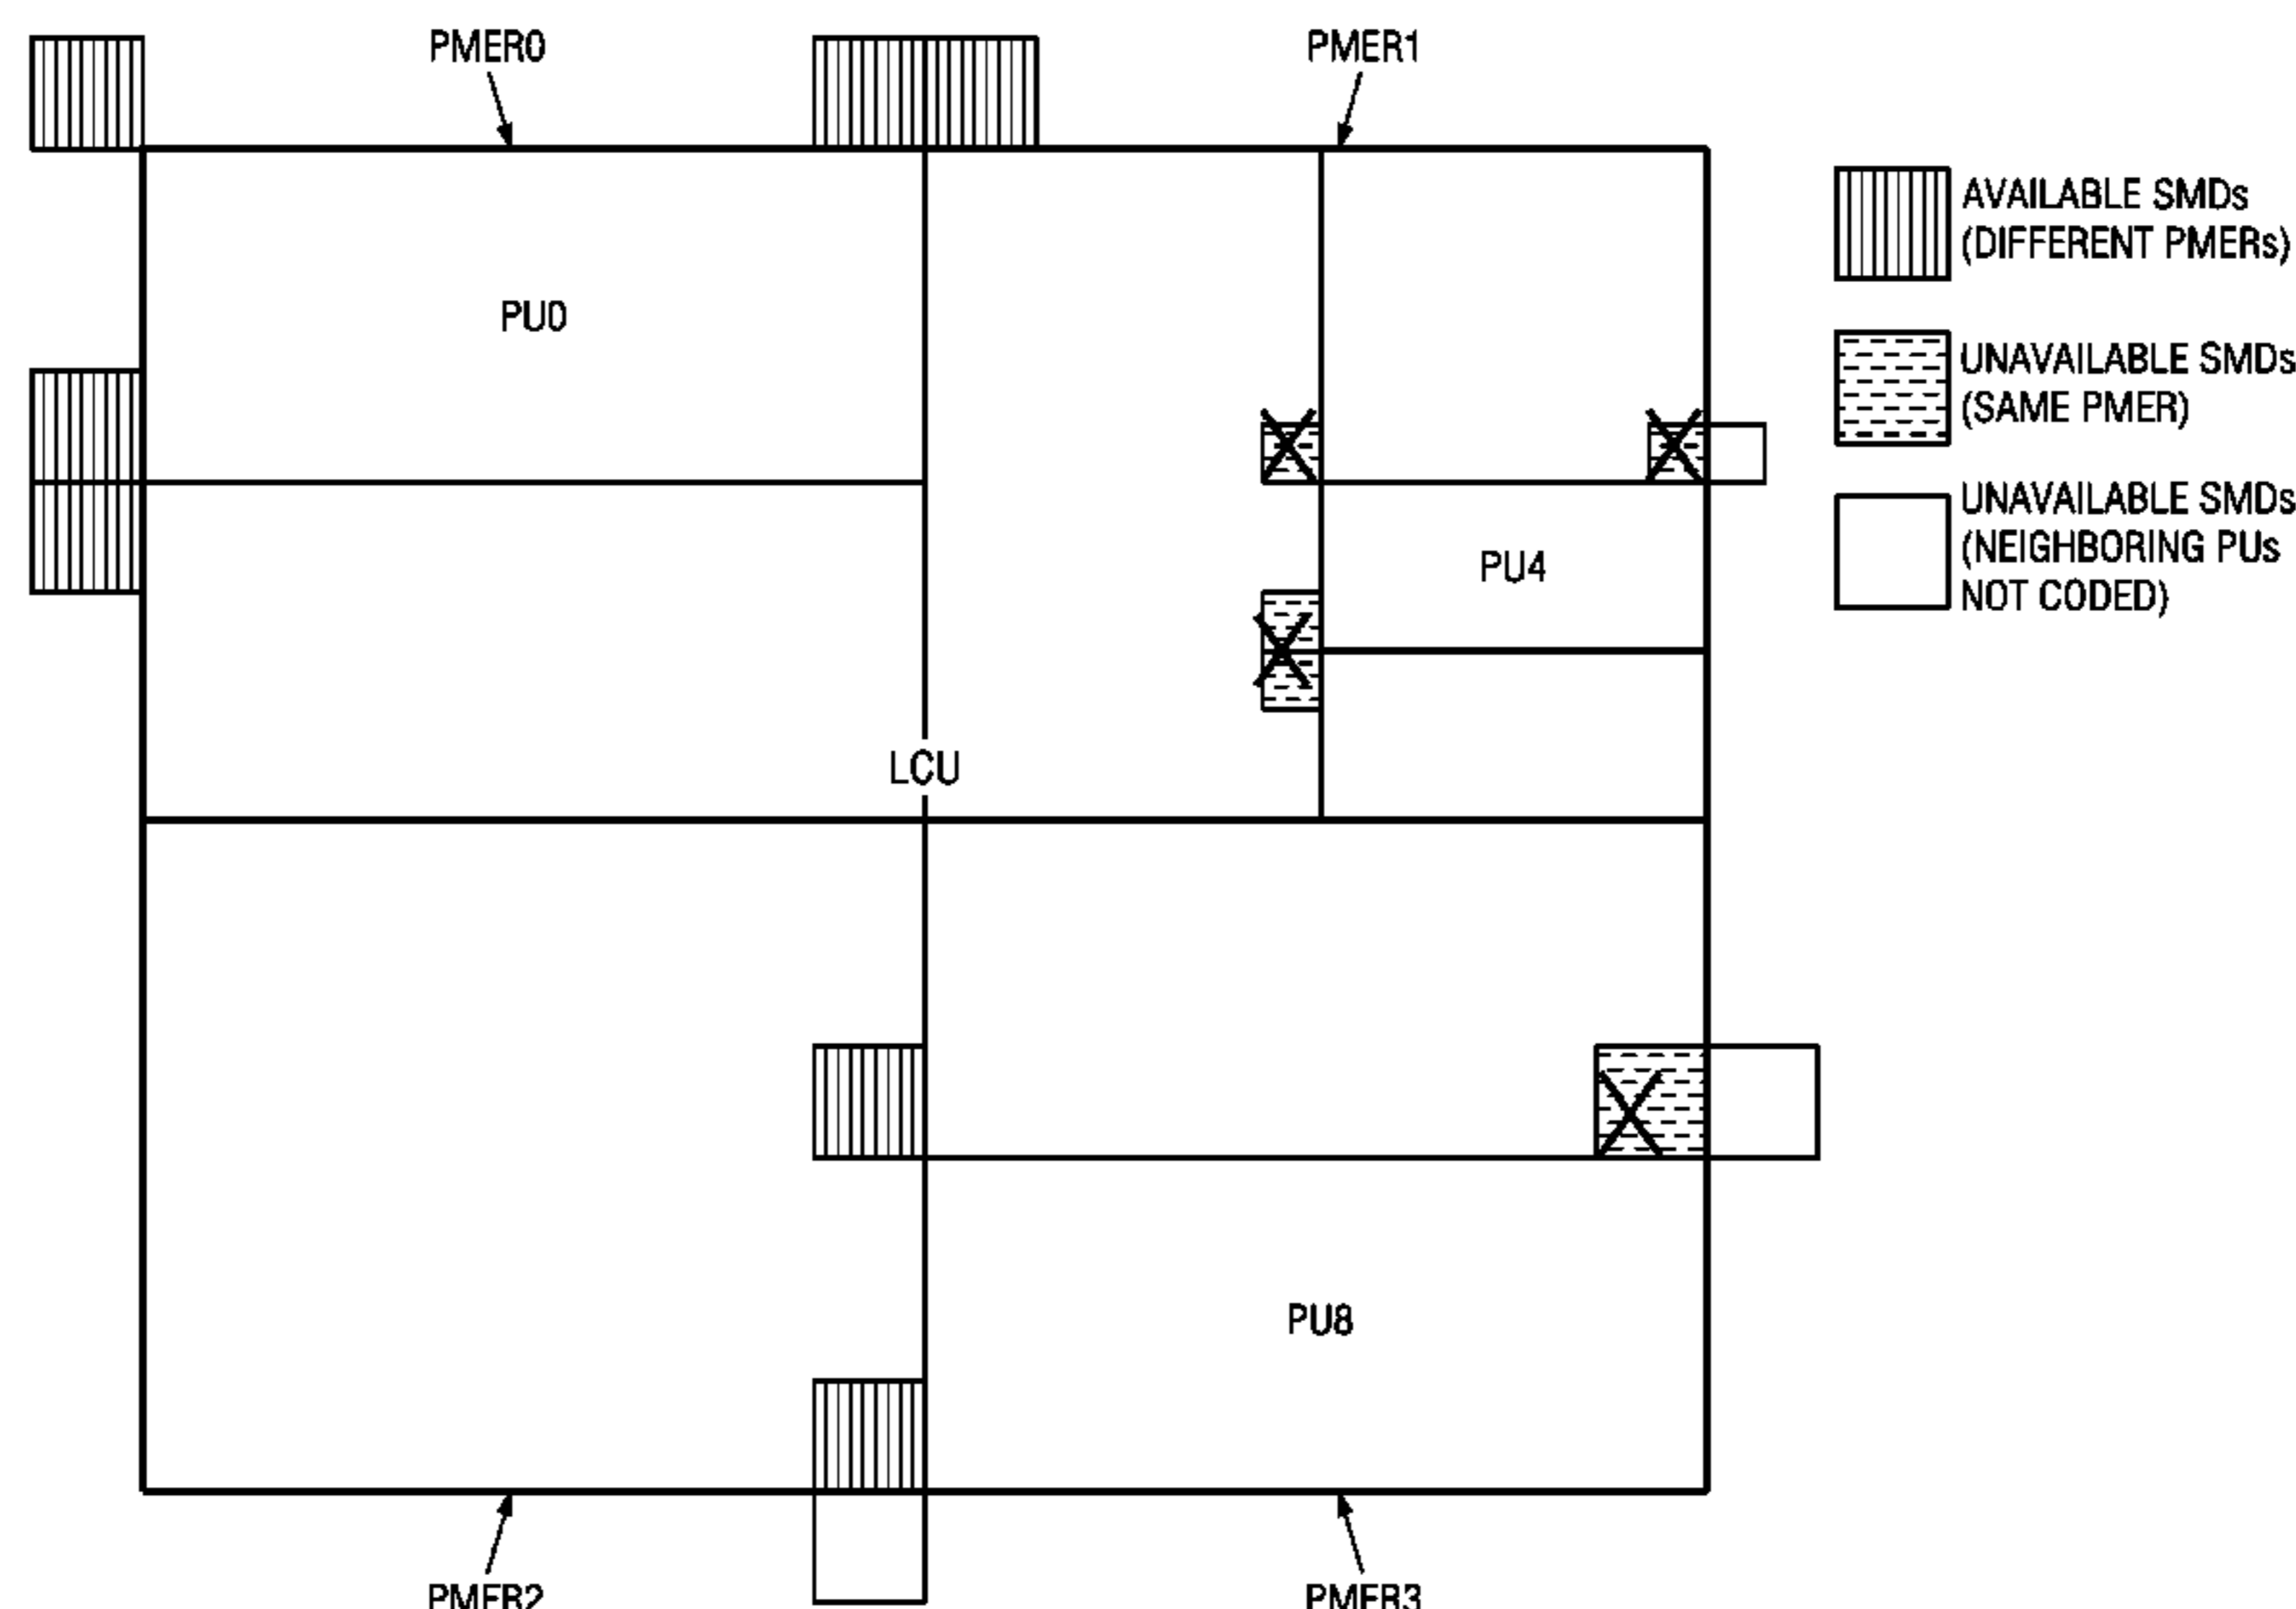 PMER0
PMER1
AVAILABLE SMDs
(DIFFERENT PMERs)
PU0
UNAVAILABLE SMDs
(SAME PMER)
UNAVAILABLE SMDs
(NEIGHBORING PUs
NOT CODED)
PU4
LCU
PU8
PMER2
PMER3